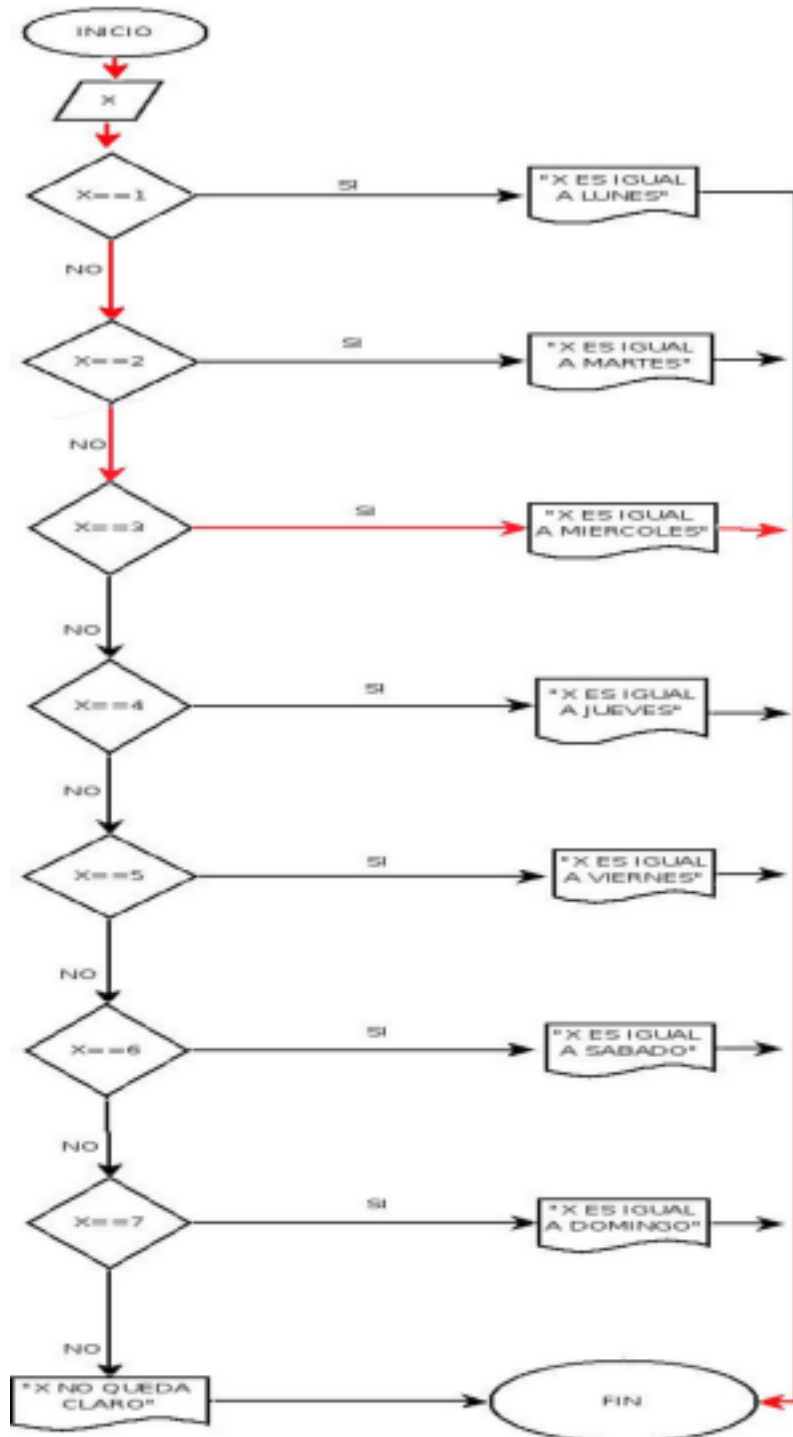 INICIO
X
X==1
SI
"X ES IGUAL
A LUNES"
NO
X==2
SI
"X ES IGUAL
A MARTES"
NO
X==3
SI
"X ES IGUAL
A MIERCOLES"
NO
X==4
SI
"X ES IGUAL
A JUEVES"
NO
X==5
SI
"X ES IGUAL
A VIERNES"
NO
X==6
SI
"X ES IGUAL
A SABADO"
NO
X==7
SI
"X ES IGUAL
A DOMINGO"
NO
"X NO QUEDA
CLARO"
FIN